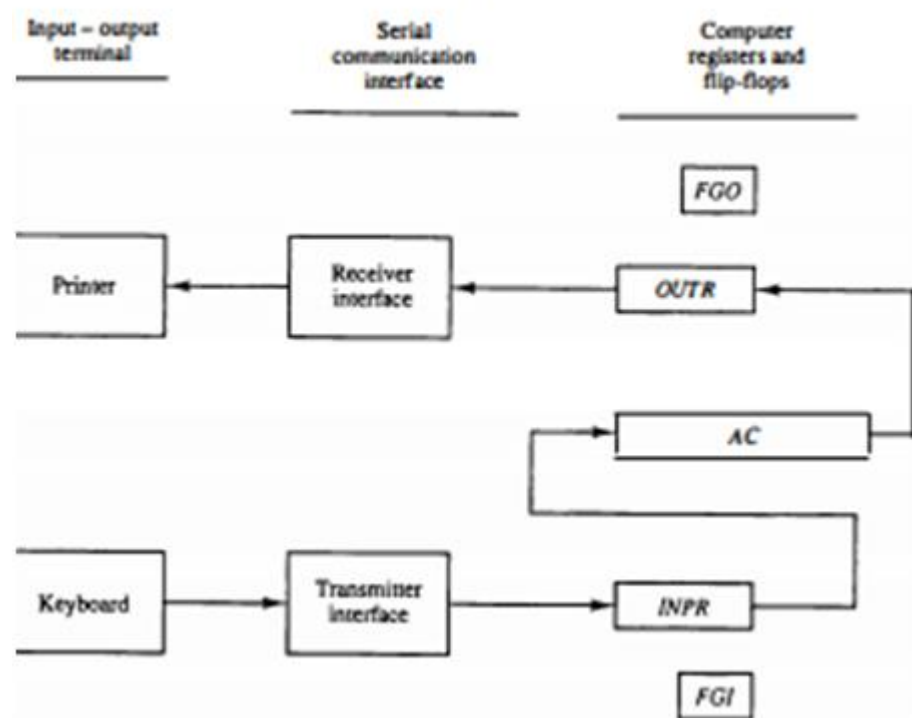 Input – output
terminal
Serial
communication
interface
Computer
registers and
flip-flops
FGO
Printer
Receiver
interface
OUTR
AC
Keyboard
Transmitter
interface
INPR
FGI